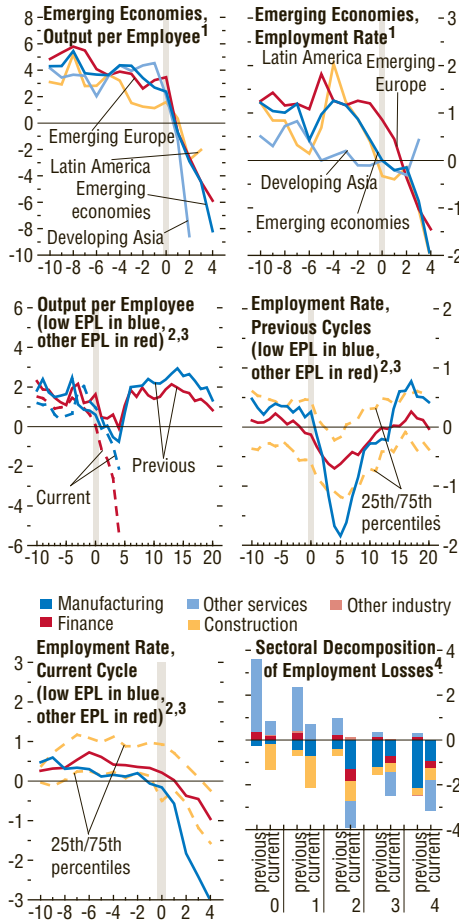 Emerging Economies,
Output per Employee1
8
6
4
2
0
-2
-4
-6
-8
-10
Emerging Europe
Latin America
Emerging
economies
Developing Asia
-10 -8 -6 -4 -2 0 2 4
Emerging Economies,
Employment Rate1
3
2
1
0
-1
-2
Latin America
Emerging
Europe
Developing Asia
Emerging economies
-10 -8 -6 -4 -2 0 2 4
Output per Employee
(low EPL in blue,
other EPL in red) 2,3
6
4
2
0
-2
-4
-6
Current
Previous
-10 -5 0 5 10 15 20
Employment Rate,
Previous Cycles
(low EPL in blue,
other EPL in red) 2,3
2
1
0
-1
-2
25th/75th
percentiles
-10 -5 0 5 10 15 20
Manufacturing
Other services
Other industry
Finance
Construction
Employment Rate,
Current Cycle
(low EPL in blue,
other EPL in red)2,3
3
2
1
0
-1
-2
-3
25th/75th
percentiles
-10 -8 -6 -4 -2 0 2 4
Sectoral Decomposition
of Employment Losses4
4
2
0
-2
-4
previous
current
previous
current
previous
current
previous
current
previous
current
0 1 2 3 4